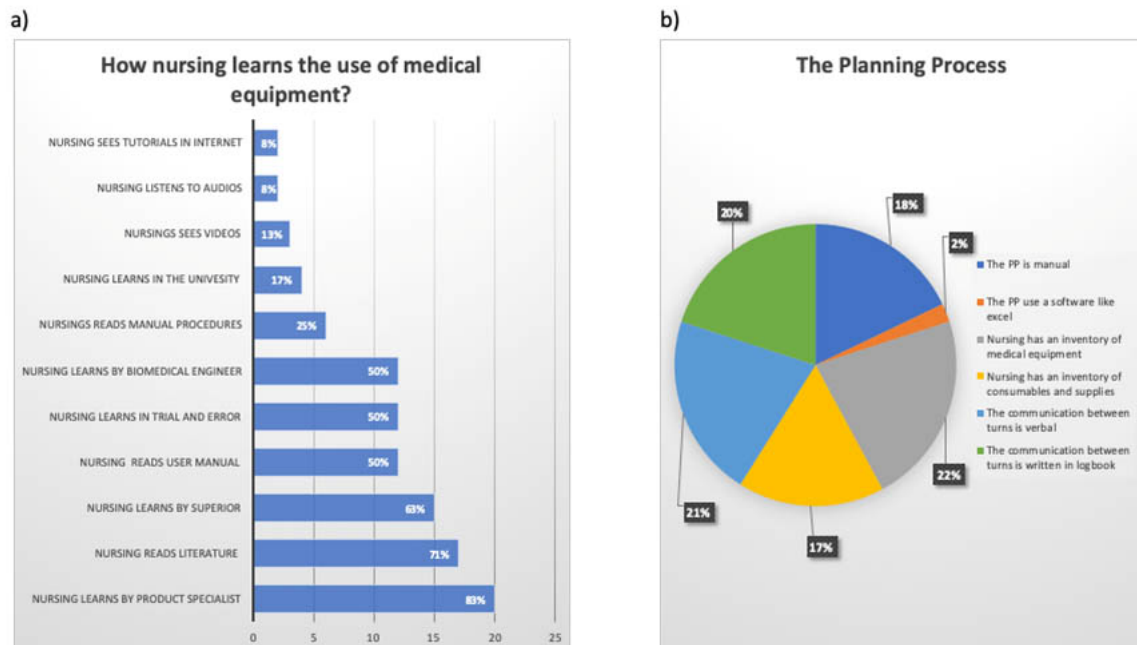 a)
How nursing learns the use of medical
equipment?
NURSING SEES TUTORIALS IN INTERNET
8%
NURSING LISTENS TO AUDIOS
8%
NURSINGS SEES VIDEOS
13%
NURSING LEARNS IN THE UNIVESITY
17%
NURSINGS READS MANUAL PROCEDURES
25%
NURSING LEARNS BY BIOMEDICAL ENGINEER
50%
NURSING LEARNS IN TRIAL AND ERROR
50%
NURSING READS USER MANUAL
50%
NURSING LEARNS BY SUPERIOR
63%
NURSING READS LITERATURE
71%
NURSING LEARNS BY PRODUCT SPECIALIST
83%
0 5 10 15 20 25
b)
The Planning Process
20%
18%
2%
22%
17%
21%
The PP is manual
The PP use a software like
excel
Nursing has an inventory of
medical equipment
Nursing has an inventory of
consumables and supplies
The communication between
turns is verbal
The communication between
turns is written in logbook